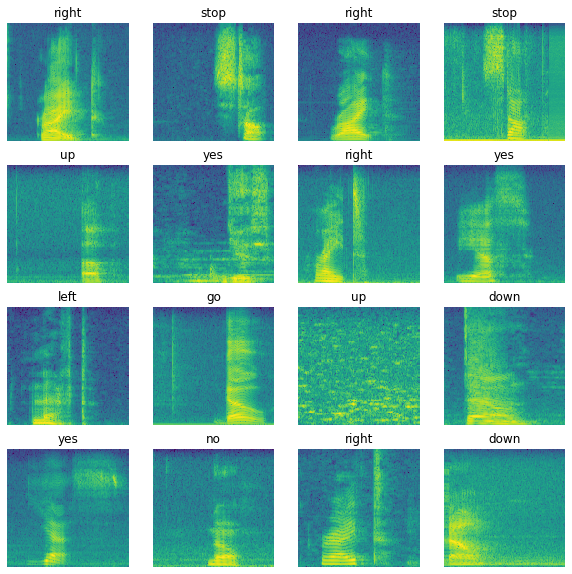 right stop right stop
up yes right yes
left go up down
yes no right down